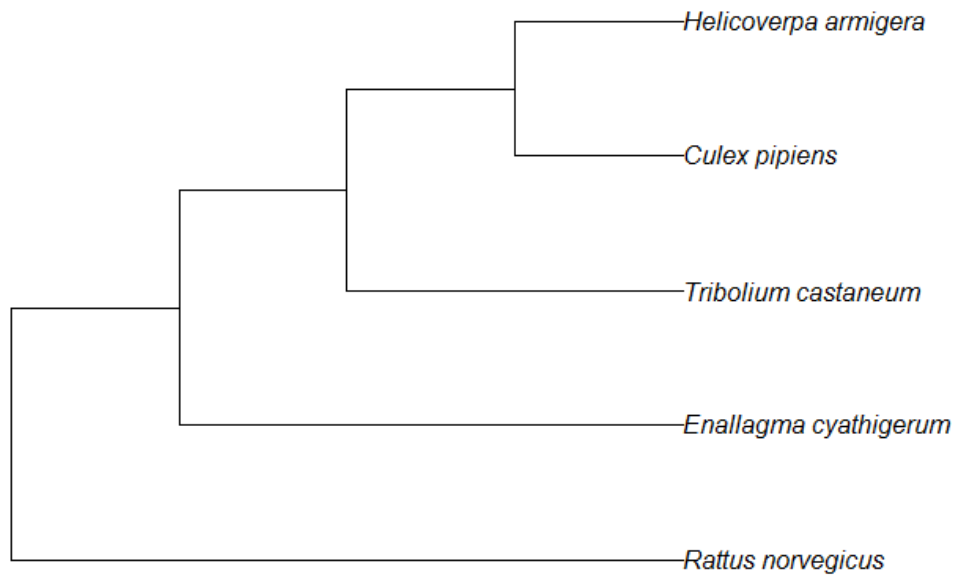 Helicoverpa armigera
Culex pipiens
Tribolium castaneum
Enallagma cyathigerum
Rattus norvegicus